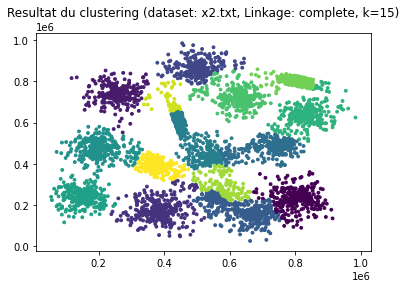 Resultat du clustering (dataset: x2.txt, Linkage: complete, k=15)
1e6
1.0
0.8
0.6
0.4
0.2
0.0
0.2 0.4 0.6 0.8 1.0
1e6